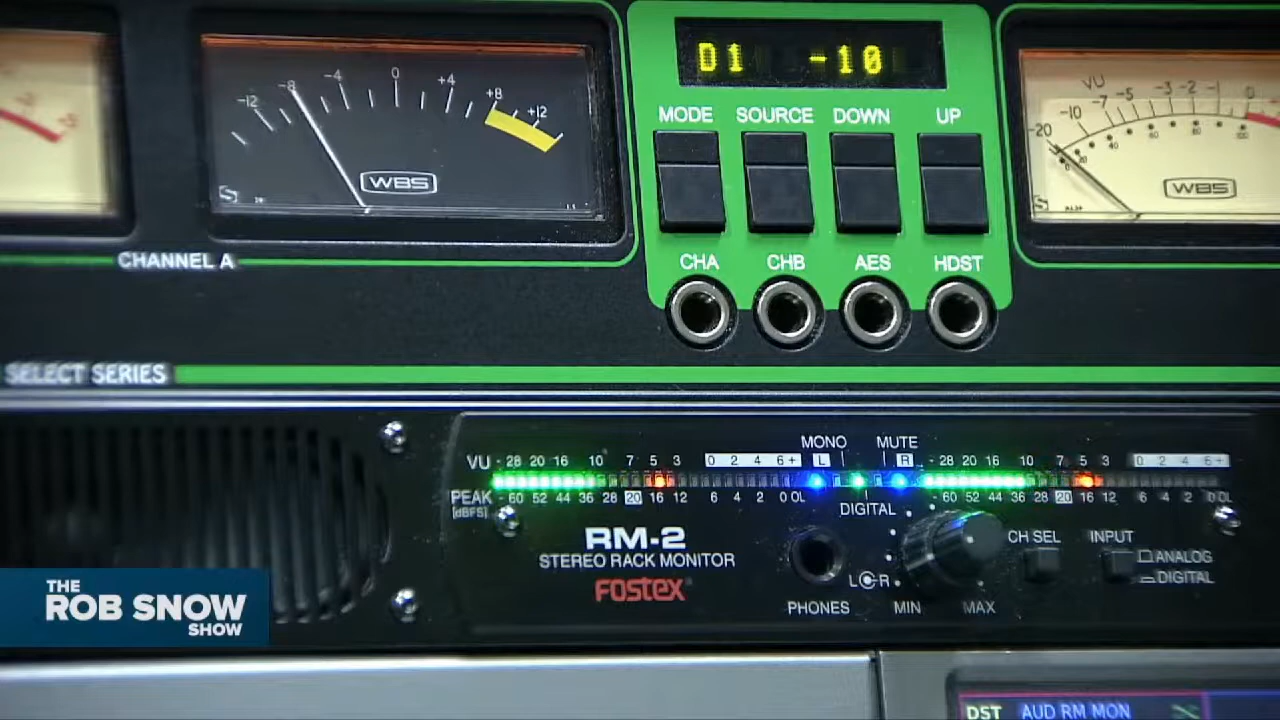 D1 -10
MODE SOURCE DOWN UP
-12 -8 -4 0 +4 +8 +12
WBS
VU
-20 -10 -7 -5 -3 -2 -1 0
20 40 60 80 100
WBS
CHANNEL A
CHA CHB AES HDST
SELECT SERIES
MONO MUTE
VU - 28 20 16 10 7 5 3 0 2 4 6 + L R - 28 20 16 10 7 5 3 0 2 4 6 +
PEAK - 60 52 44 36 28 20 16 12 6 4 2 0 OL - 60 52 44 36 28 20 16 12 6 4 2 0 OL
[dBFS]
DIGITAL
RM-2
STEREO RACK MONITOR
FOSTEX
CH SEL INPUT
ANALOG
DIGITAL
L R
PHONES MIN MAX
THE
ROB SNOW
SHOW
DST AUD RM MON